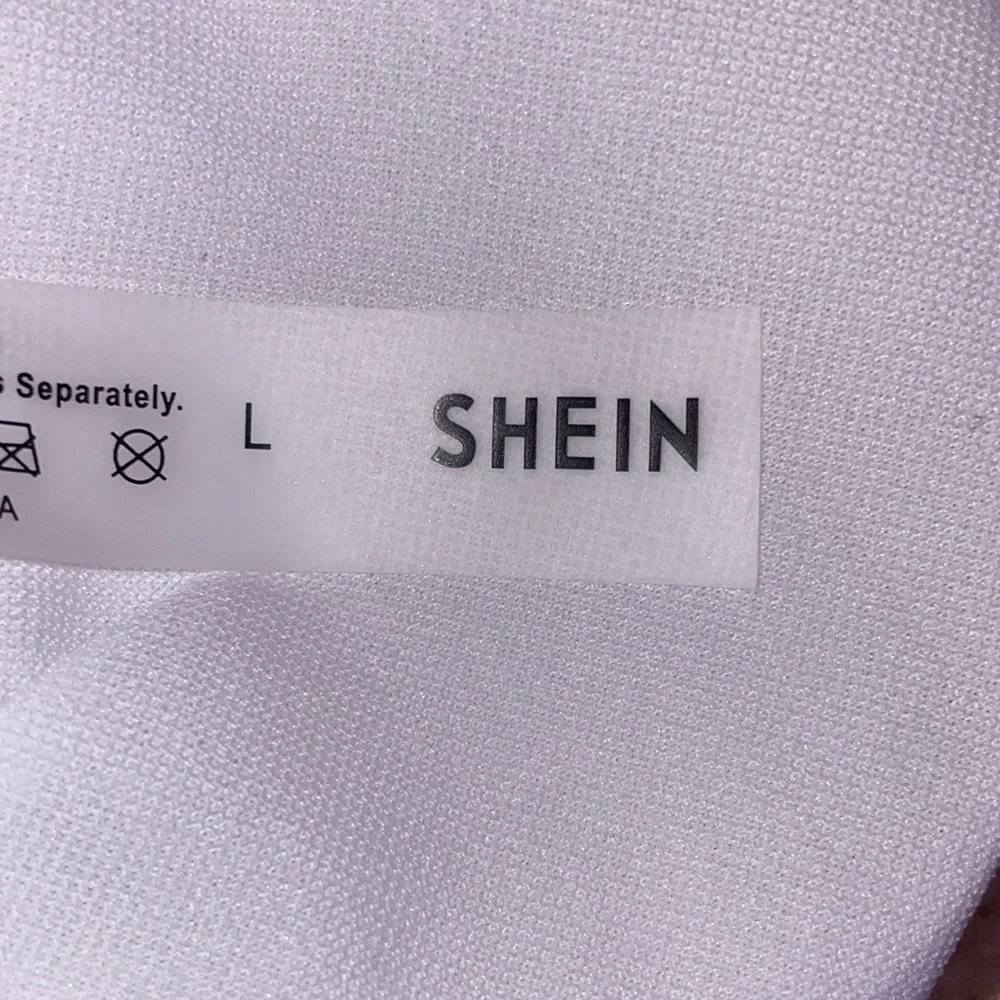 s Separately.
L
SHEIN
A